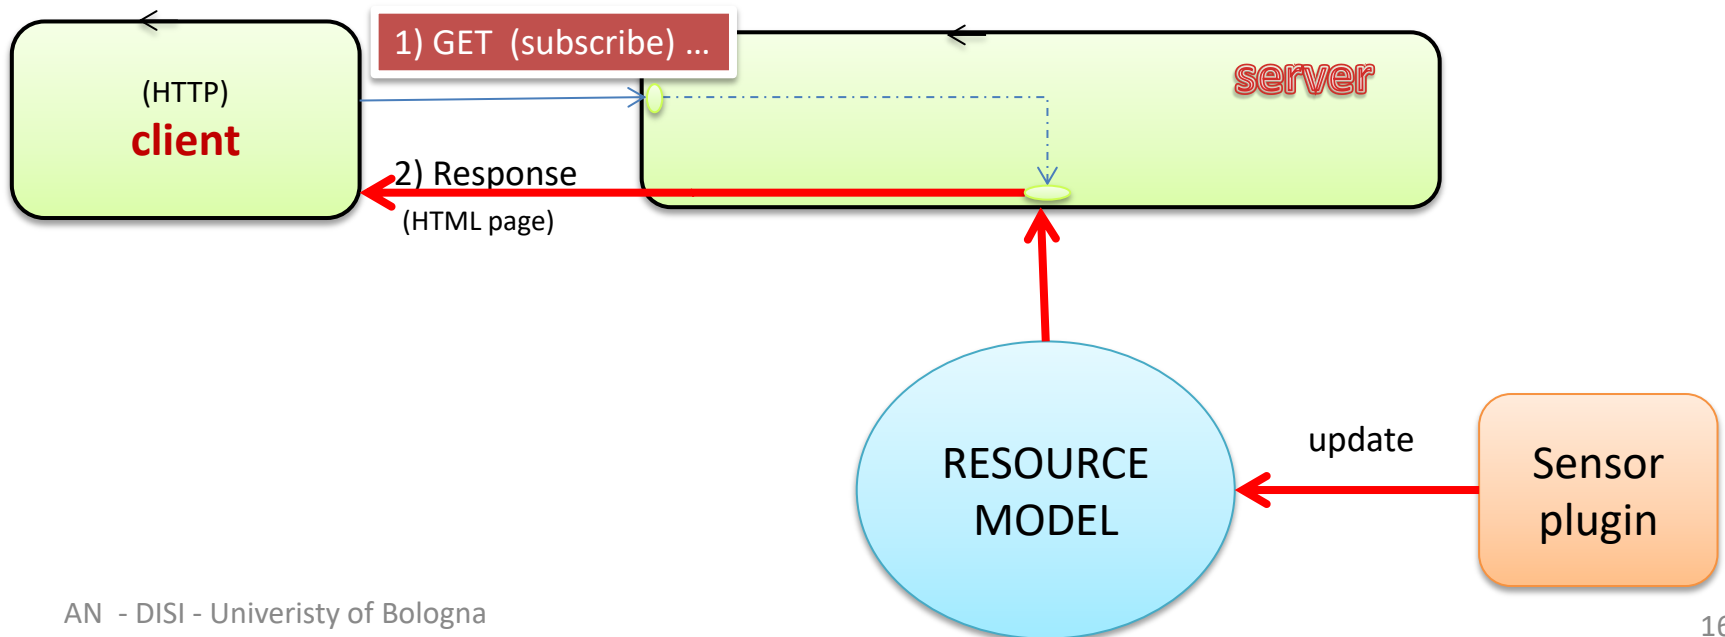 1) GET (subscribe) ...
(HTTP)
client
server
2) Response
(HTML page)
RESOURCE
MODEL
update
Sensor
plugin
AN - DISI - Univeristy of Bologna
16